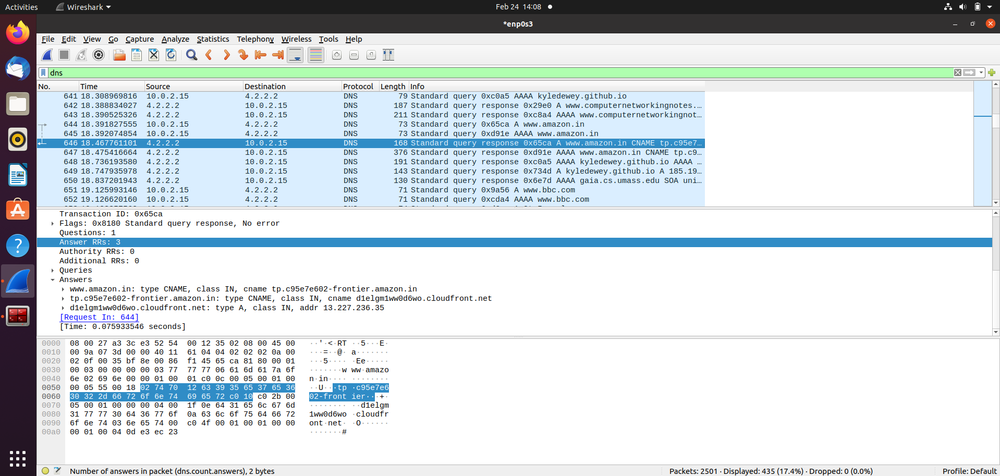 Activities Wireshark Feb 24 14:08
*enp0s3
File Edit View Go Capture Analyze Statistics Telephony Wireless Tools Help
dns
No. Time Source Destination Protocol Length Info
641 18.308969816 10.0.2.15 4.2.2.2 DNS 79 Standard query 0xc0a5 AAAA kyledewey.github.io
642 18.388834027 4.2.2.2 10.0.2.15 DNS 187 Standard query response 0x29e0 A www.computernetworkingnotes.…
643 18.390525326 4.2.2.2 10.0.2.15 DNS 211 Standard query response 0xc8a4 AAAA www.computernetworkingnot…
644 18.391827555 10.0.2.15 4.2.2.2 DNS 73 Standard query 0x65ca A www.amazon.in
645 18.392074854 10.0.2.15 4.2.2.2 DNS 73 Standard query 0xd91e AAAA www.amazon.in
646 18.467761101 4.2.2.2 10.0.2.15 DNS 168 Standard query response 0x65ca A www.amazon.in CNAME tp.c95e7…
647 18.475416664 4.2.2.2 10.0.2.15 DNS 376 Standard query response 0xd91e AAAA www.amazon.in CNAME tp.c9…
648 18.736193580 4.2.2.2 10.0.2.15 DNS 191 Standard query response 0xc0a5 AAAA kyledewey.github.io AAAA …
649 18.747935978 4.2.2.2 10.0.2.15 DNS 143 Standard query response 0x734d A kyledewey.github.io A 185.19…
650 18.837201943 4.2.2.2 10.0.2.15 DNS 130 Standard query response 0x6e7d AAAA gaia.cs.umass.edu SOA uni…
651 19.125993146 10.0.2.15 4.2.2.2 DNS 71 Standard query 0x9a56 A www.bbc.com
652 19.126620160 10.0.2.15 4.2.2.2 DNS 71 Standard query 0xcda4 AAAA www.bbc.com
Transaction ID: 0x65ca
Flags: 0x8180 Standard query response, No error
Questions: 1
Answer RRs: 3
Authority RRs: 0
Additional RRs: 0
Queries
Answers
www.amazon.in: type CNAME, class IN, cname tp.c95e7e602-frontier.amazon.in
tp.c95e7e602-frontier.amazon.in: type CNAME, class IN, cname d1elgm1ww0d6wo.cloudfront.net
d1elgm1ww0d6wo.cloudfront.net: type A, class IN, addr 13.227.236.35
[Request In: 644]
[Time: 0.075933546 seconds]
0000 08 00 27 a3 3c e3 52 54 00 12 35 02 08 00 45 00 ··'·<·RT ··5···E·
0010 00 9a 07 3d 00 00 40 11 61 04 04 02 02 02 0a 00 ···=··@· a·······
0020 02 0f 00 35 bf 8e 00 86 f1 45 65 ca 81 80 00 01 ···5···· ·Ee·····
0030 00 03 00 00 00 00 03 77 77 77 06 61 6d 61 7a 6f ·······w ww·amazo
0040 6e 02 69 6e 00 00 01 00 01 c0 0c 00 05 00 01 00 n·in···· ········
0050 00 05 55 00 18 02 74 70 12 63 39 35 65 37 65 36 ··U···tp ·c95e7e6
0060 30 32 2d 66 72 6f 6e 74 69 65 72 c0 10 c0 2b 00 02-front ier···+·
0070 05 00 01 00 00 00 04 00 1f 0e 64 31 65 6c 67 6d ········ ··d1elgm
0080 31 77 77 30 64 36 77 6f 0a 63 6c 6f 75 64 66 72 1ww0d6wo ·cloudfr
0090 6f 6e 74 03 6e 65 74 00 c0 4f 00 01 00 01 00 00 ont·net· ·O······
00a0 00 01 00 04 0d e3 ec 23 ·······#
Number of answers in packet (dns.count.answers), 2 bytes Packets: 2501 · Displayed: 435 (17.4%) · Dropped: 0 (0.0%) Profile: Default